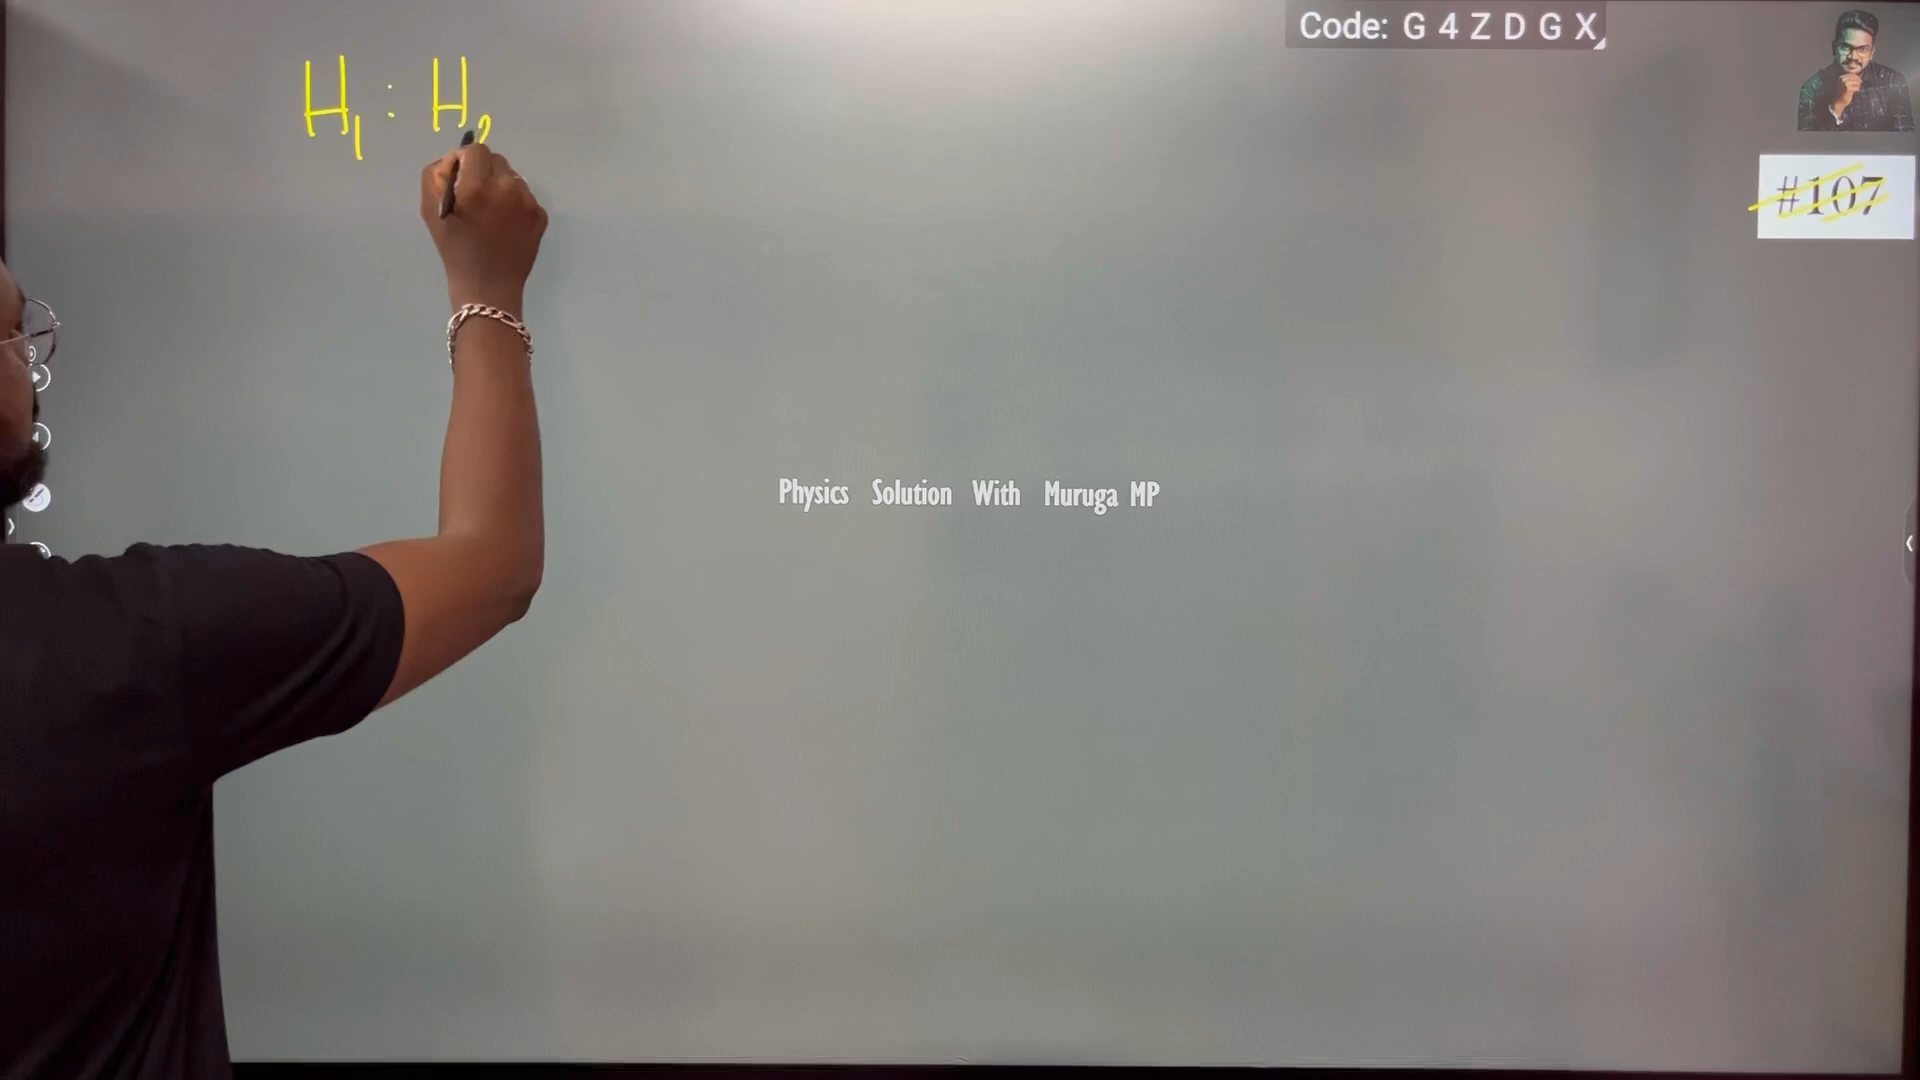 Code: G 4 Z D G X
H₁ : H₂
#107
Physics Solution With Muruga MP